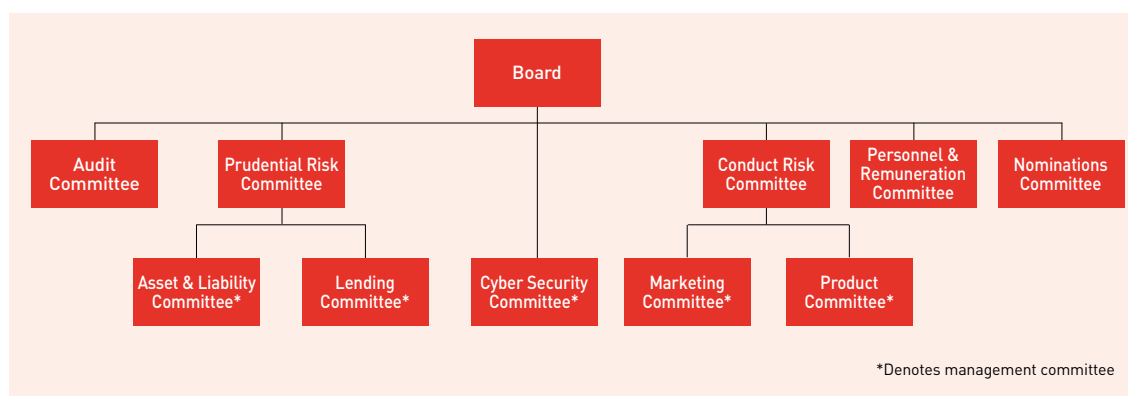 Board
Audit
Committee
Prudential Risk
Committee
Conduct Risk
Committee
Personnel &
Remuneration
Committee
Nominations
Committee
Asset & Liability
Committee*
Lending
Committee*
Cyber Security
Committee*
Marketing
Committee*
Product
Committee*
*Denotes management committee